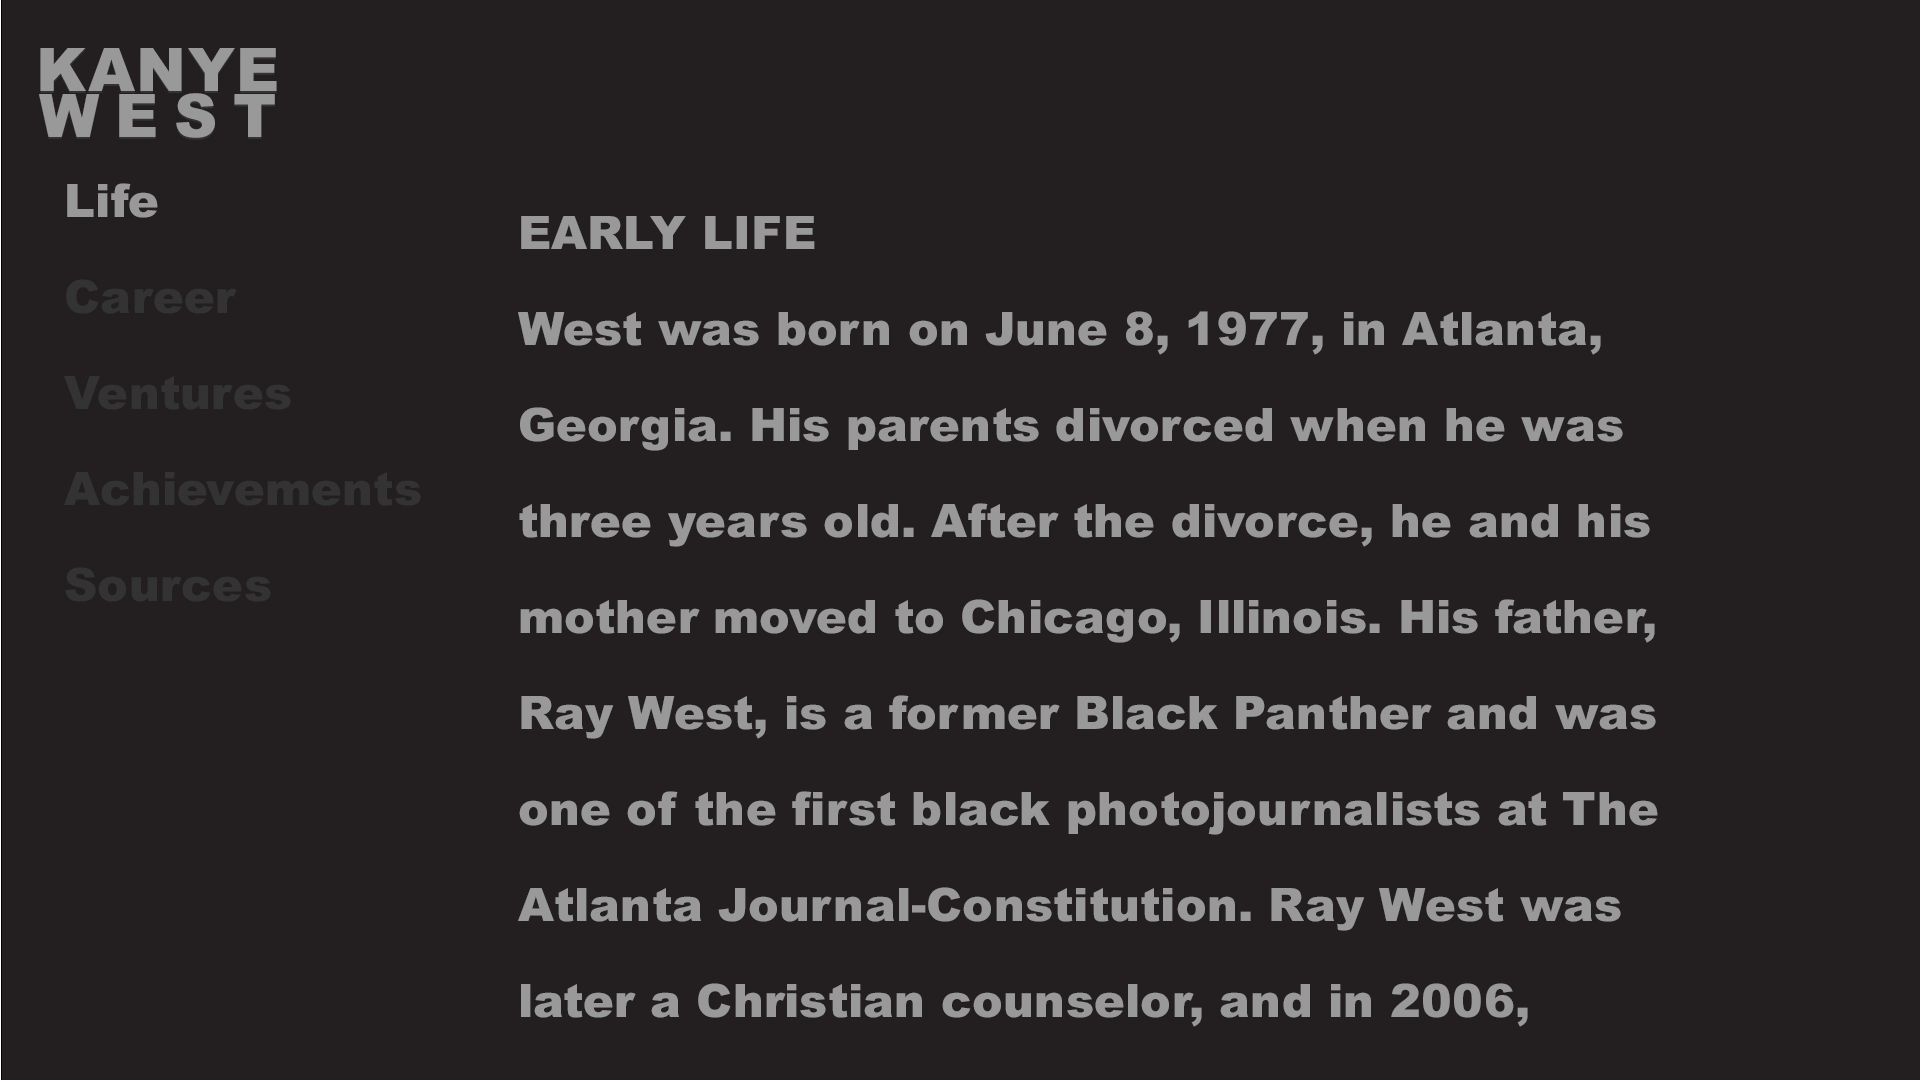 KANYE
WEST
Life
Career
Ventures
Achievements
Sources
EARLY LIFE
West was born on June 8, 1977, in Atlanta,
Georgia. His parents divorced when he was
three years old. After the divorce, he and his
mother moved to Chicago, Illinois. His father,
Ray West, is a former Black Panther and was
one of the first black photojournalists at The
Atlanta Journal-Constitution. Ray West was
later a Christian counselor, and in 2006,